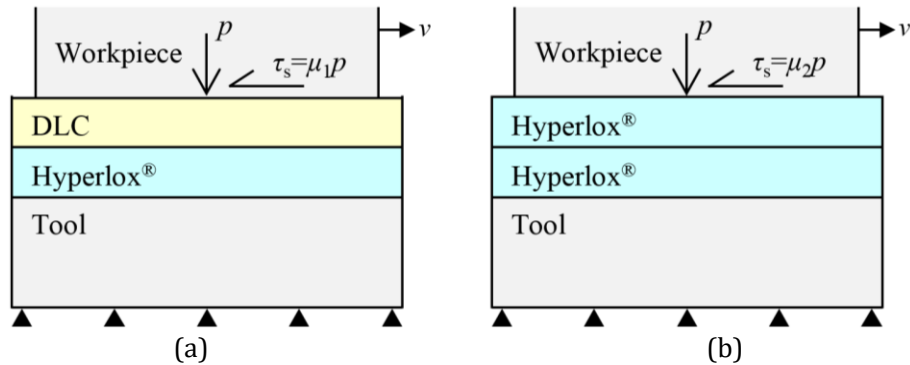 p
v
Workpiece
τs=μ1p
DLC
Hyperlox®
Tool
(a)
p
v
Workpiece
τs=μ2p
Hyperlox®
Hyperlox®
Tool
(b)